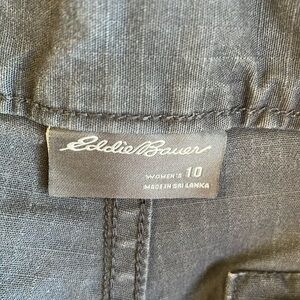 Eddie Bauer
WOMEN'S 10
MADE IN SRI LANKA